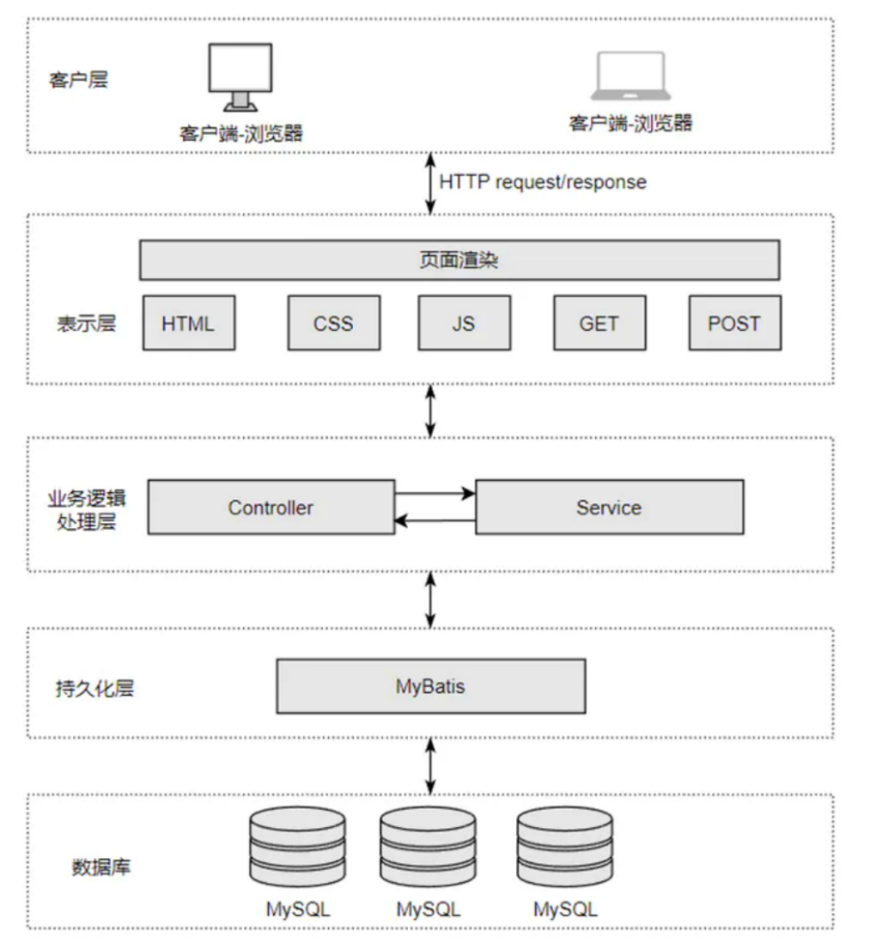 客户层
客户端-浏览器
客户端-浏览器
HTTP request/response
页面渲染
表示层
HTML
CSS
JS
GET
POST
业务逻辑
处理层
Controller
Service
持久化层
MyBatis
数据库
MySQL
MySQL
MySQL